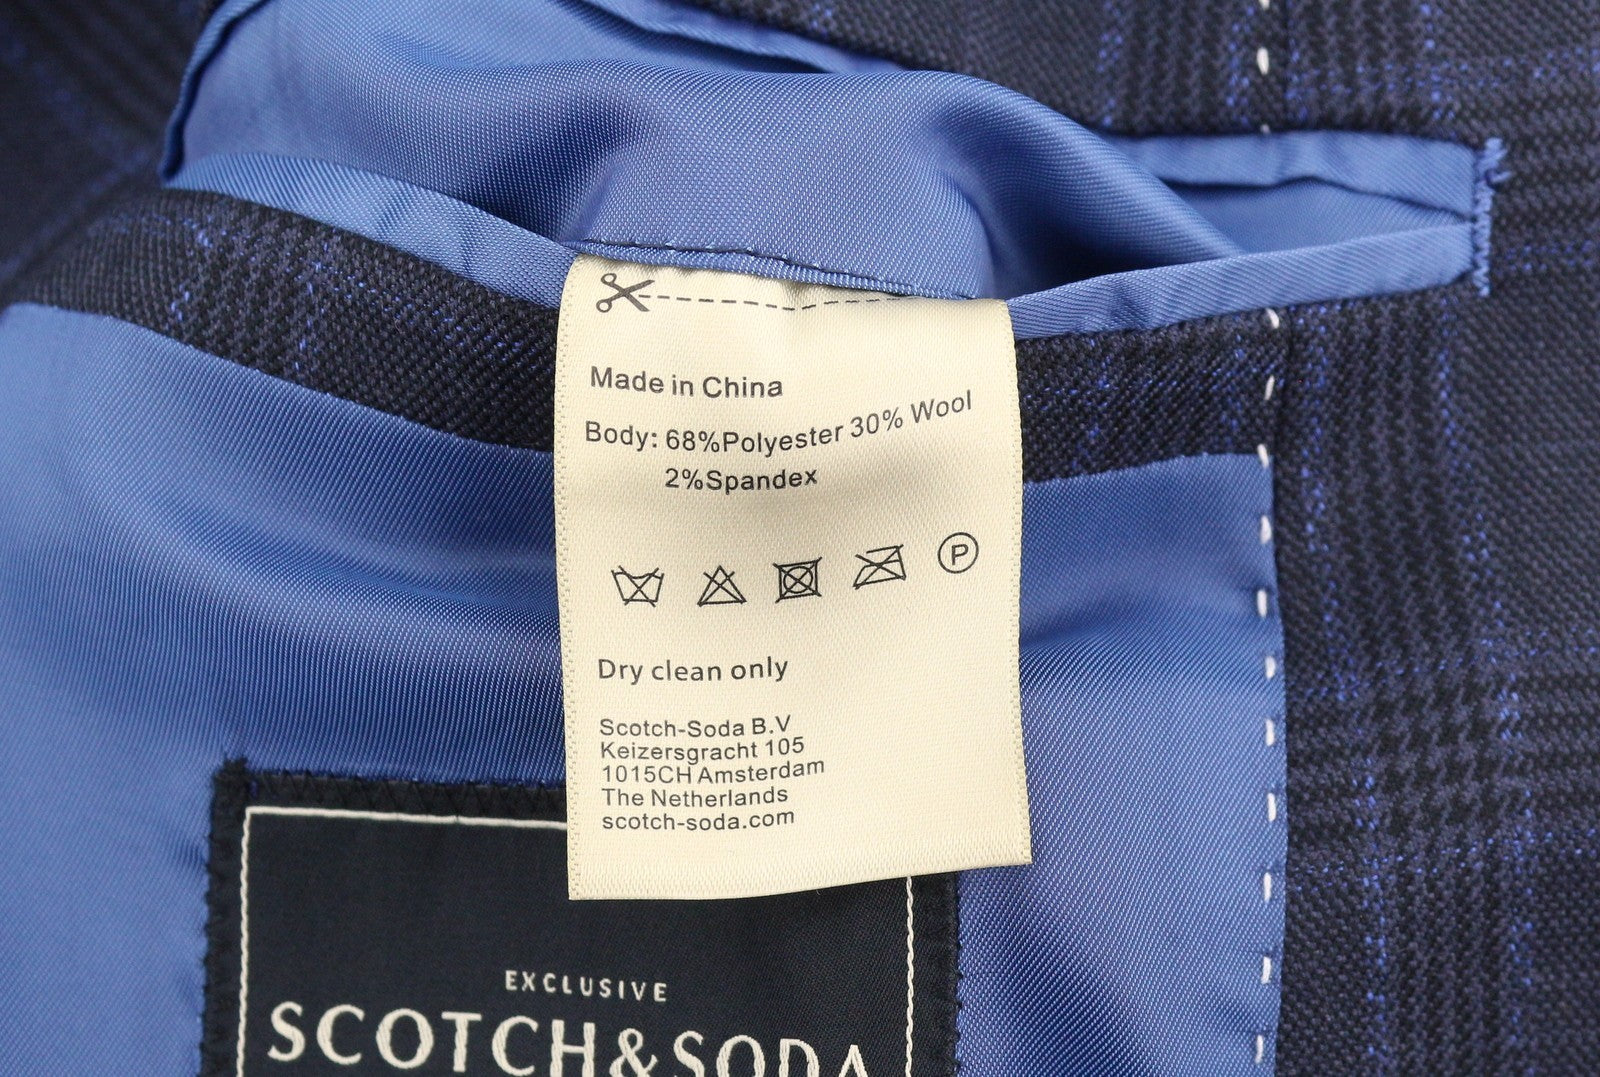 Made in China
Body: 68%Polyester 30% Wool
2%Spandex
P
Dry clean only
Scotch-Soda B.V
Keizersgracht 105
1015CH Amsterdam
The Netherlands
scotch-soda.com
EXCLUSIVE
SCOTCH&SODA